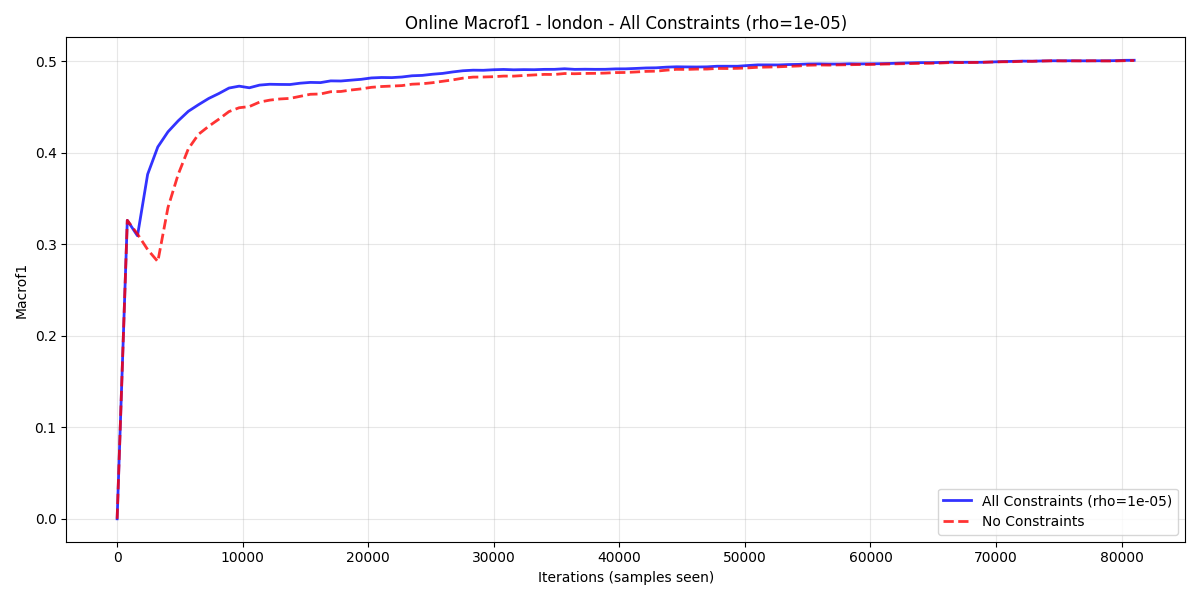 Online Macrof1 - london - All Constraints (rho=1e-05)
Macrof1
0.5
0.4
0.3
0.2
0.1
0.0
0 10000 20000 30000 40000 50000 60000 70000 80000
Iterations (samples seen)
All Constraints (rho=1e-05)
No Constraints